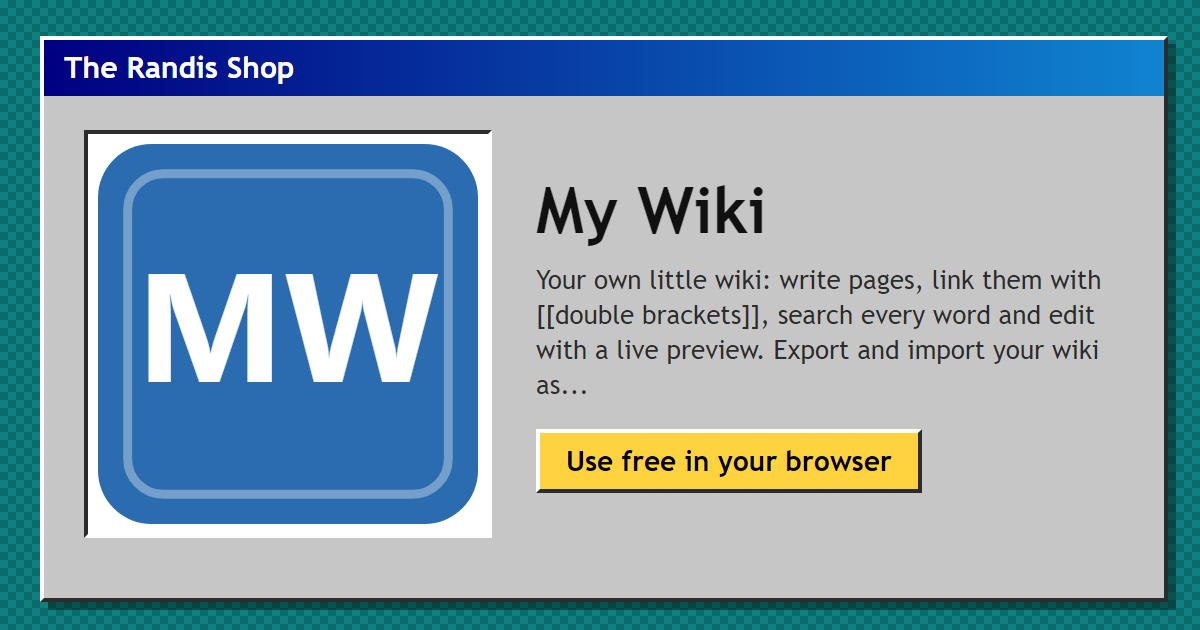 The Randis Shop
MW
My Wiki
Your own little wiki: write pages, link them with
[[double brackets]], search every word and edit
with a live preview. Export and import your wiki
as...
Use free in your browser